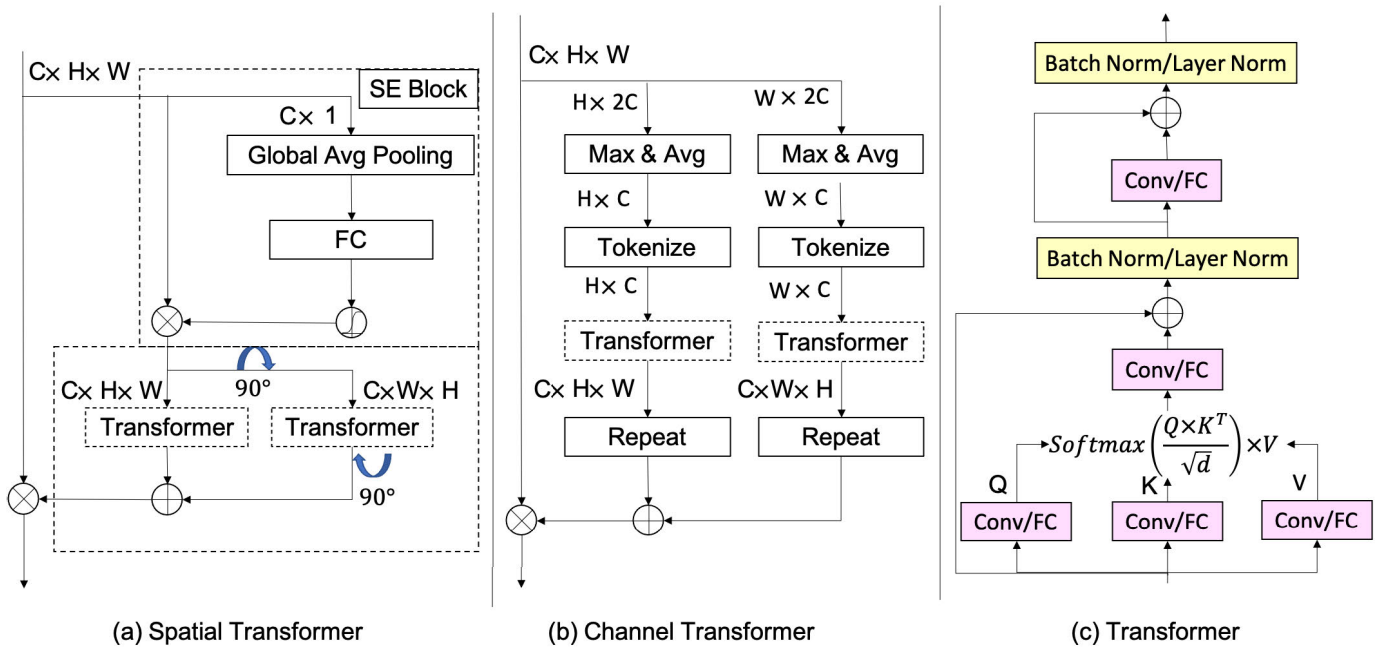 C× H× W
SE Block
C× 1
Global Avg Pooling
FC
90°
C× H× W
C×W× H
Transformer
Transformer
90°
(a) Spatial Transformer
C× H× W
H× 2C
W × 2C
Max & Avg
Max & Avg
H× C
W × C
Tokenize
Tokenize
H× C
W × C
Transformer
Transformer
C× H× W
C×W× H
Repeat
Repeat
(b) Channel Transformer
Batch Norm/Layer Norm
Conv/FC
Batch Norm/Layer Norm
Conv/FC
Softmax(Q×K^T/√d)×V
Q
K
V
Conv/FC
Conv/FC
Conv/FC
(c) Transformer